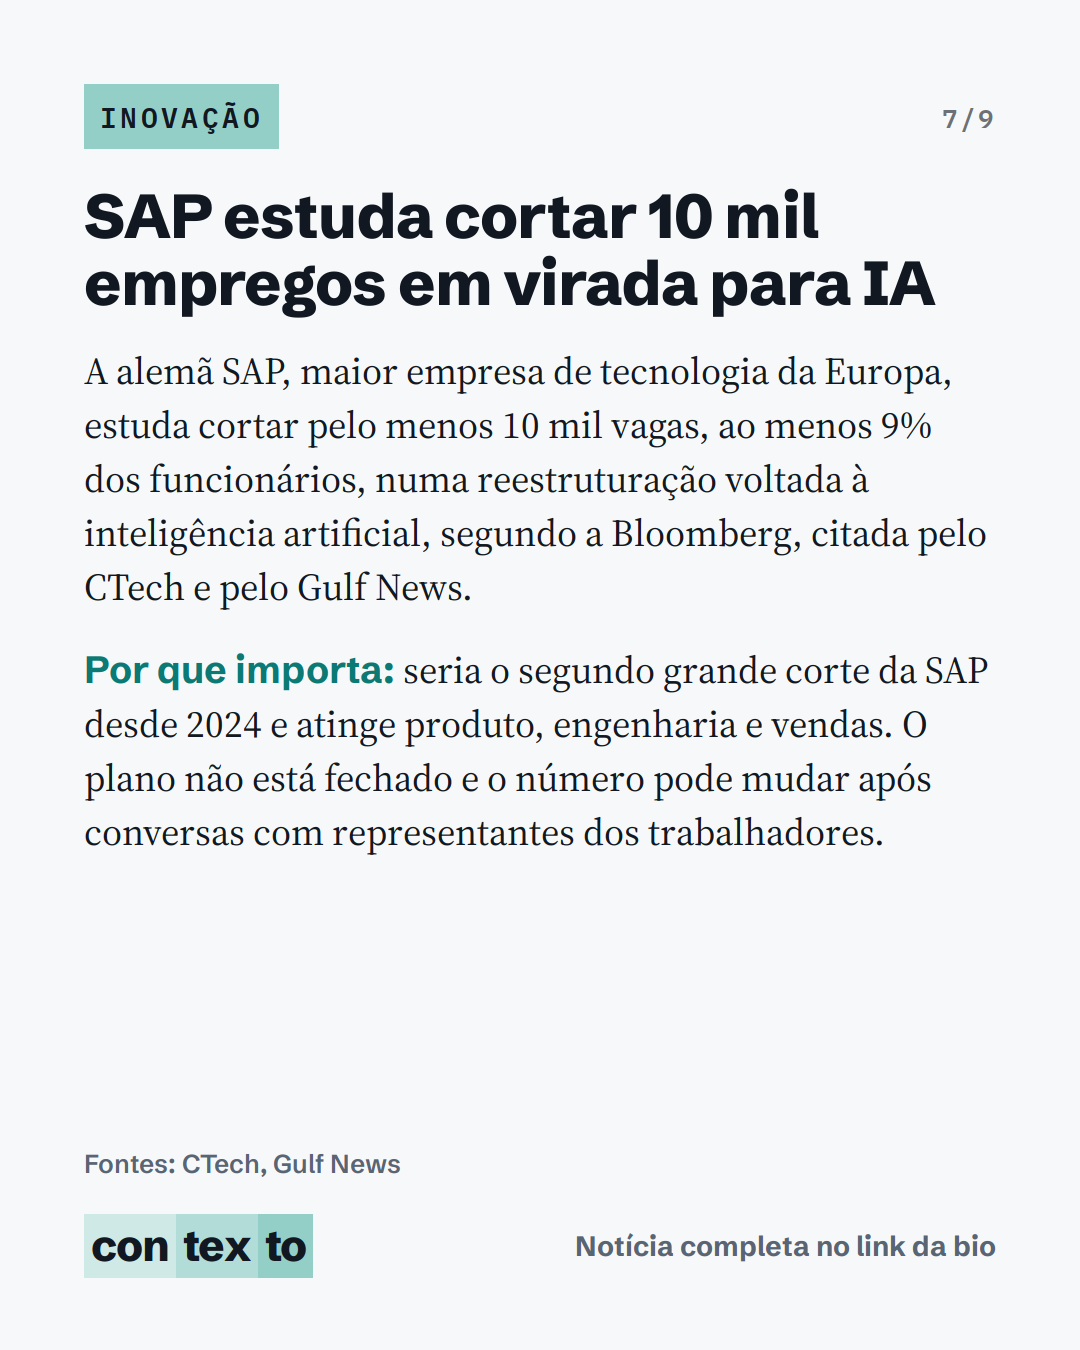 INOVAÇÃO
7/9
SAP estuda cortar 10 mil
empregos em virada para IA
A alemã SAP, maior empresa de tecnologia da Europa,
estuda cortar pelo menos 10 mil vagas, ao menos 9%
dos funcionários, numa reestruturação voltada à
inteligência artificial, segundo a Bloomberg, citada pelo
CTech e pelo Gulf News.
Por que importa: seria o segundo grande corte da SAP
desde 2024 e atinge produto, engenharia e vendas. O
plano não está fechado e o número pode mudar após
conversas com representantes dos trabalhadores.
Fontes: CTech, Gulf News
contexto
Notícia completa no link da bio